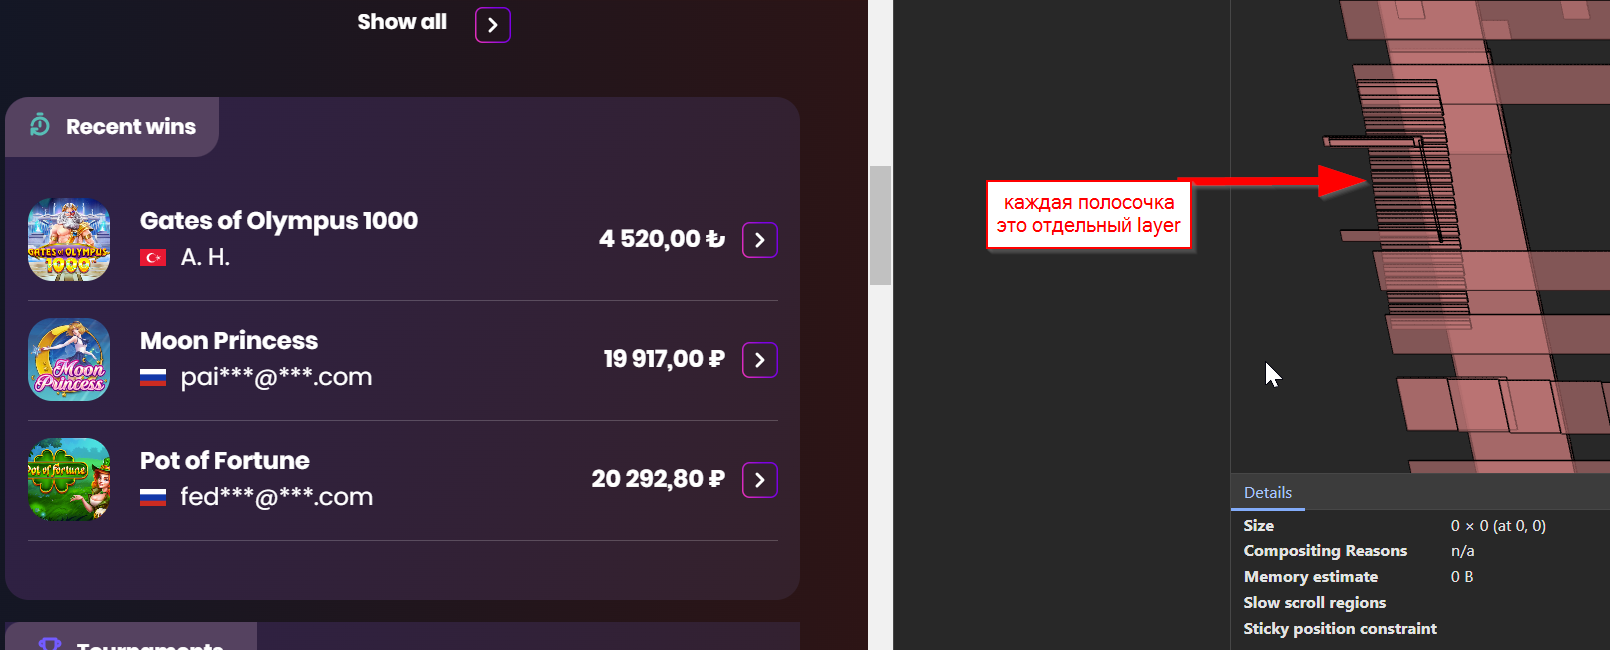 Show all
Recent wins
GATES OF OLYMPUS
1000
Gates of Olympus 1000
A. H.
4 520,00 ₺
Moon
Princess
Moon Princess
pai***@***.com
19 917,00 ₽
Pot of Fortune
Pot of Fortune
fed***@***.com
20 292,80 ₽
Tournaments
каждая полосочка
это отдельный layer
Details
Size 0 × 0 (at 0, 0)
Compositing Reasons n/a
Memory estimate 0 B
Slow scroll regions
Sticky position constraint